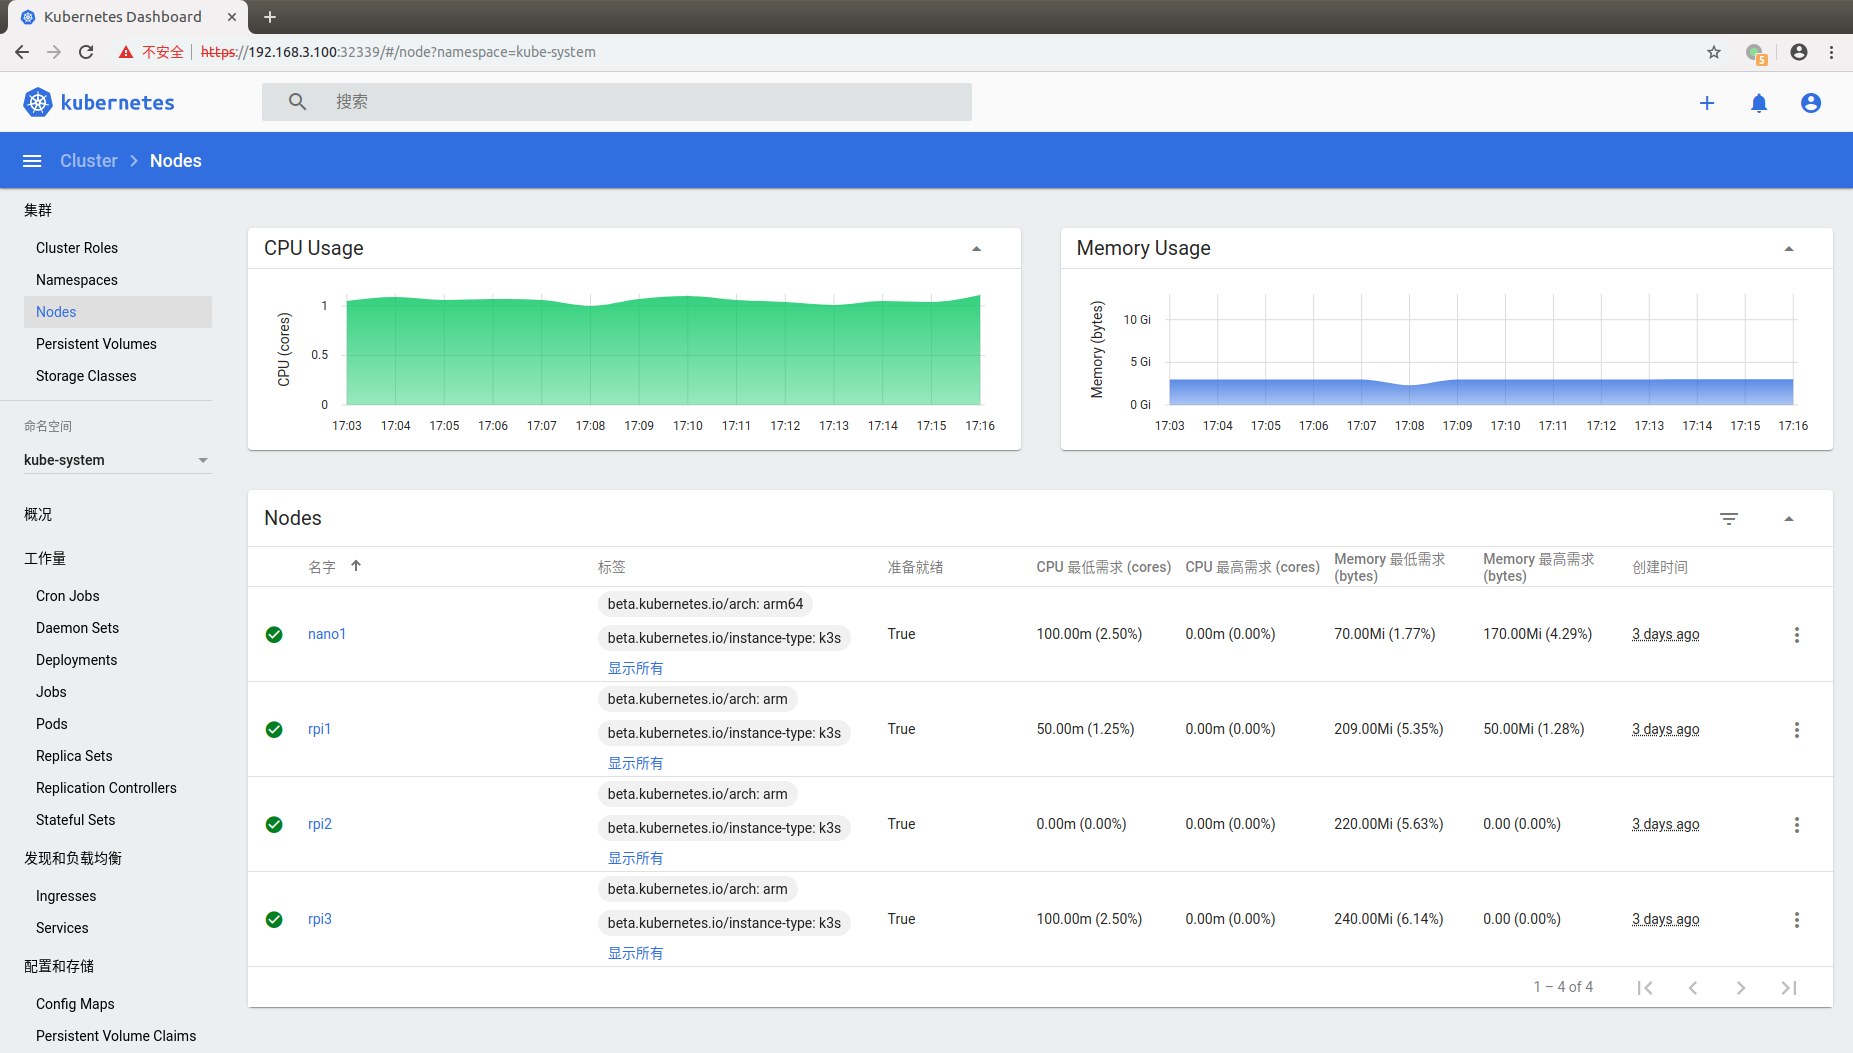 Kubernetes Dashboard
不安全 https://192.168.3.100:32339/#/node?namespace=kube-system
5
kubernetes
搜索
Cluster Nodes
集群
Cluster Roles
Namespaces
Nodes
Persistent Volumes
Storage Classes
命名空间
kube-system
概况
工作量
Cron Jobs
Daemon Sets
Deployments
Jobs
Pods
Replica Sets
Replication Controllers
Stateful Sets
发现和负载均衡
Ingresses
Services
配置和存储
Config Maps
Persistent Volume Claims
CPU Usage
CPU (cores)
1
0.5
0
17:03 17:04 17:05 17:06 17:07 17:08 17:09 17:10 17:11 17:12 17:13 17:14 17:15 17:16
Memory Usage
Memory (bytes)
10 Gi
5 Gi
0 Gi
17:03 17:04 17:05 17:06 17:07 17:08 17:09 17:10 17:11 17:12 17:13 17:14 17:15 17:16
Nodes
名字 标签 准备就绪 CPU 最低需求 (cores) CPU 最高需求 (cores) Memory 最低需求 (bytes) Memory 最高需求 (bytes) 创建时间
beta.kubernetes.io/arch: arm64
nano1 beta.kubernetes.io/instance-type: k3s True 100.00m (2.50%) 0.00m (0.00%) 70.00Mi (1.77%) 170.00Mi (4.29%) 3 days ago
显示所有
beta.kubernetes.io/arch: arm
rpi1 beta.kubernetes.io/instance-type: k3s True 50.00m (1.25%) 0.00m (0.00%) 209.00Mi (5.35%) 50.00Mi (1.28%) 3 days ago
显示所有
beta.kubernetes.io/arch: arm
rpi2 beta.kubernetes.io/instance-type: k3s True 0.00m (0.00%) 0.00m (0.00%) 220.00Mi (5.63%) 0.00 (0.00%) 3 days ago
显示所有
beta.kubernetes.io/arch: arm
rpi3 beta.kubernetes.io/instance-type: k3s True 100.00m (2.50%) 0.00m (0.00%) 240.00Mi (6.14%) 0.00 (0.00%) 3 days ago
显示所有
1 – 4 of 4